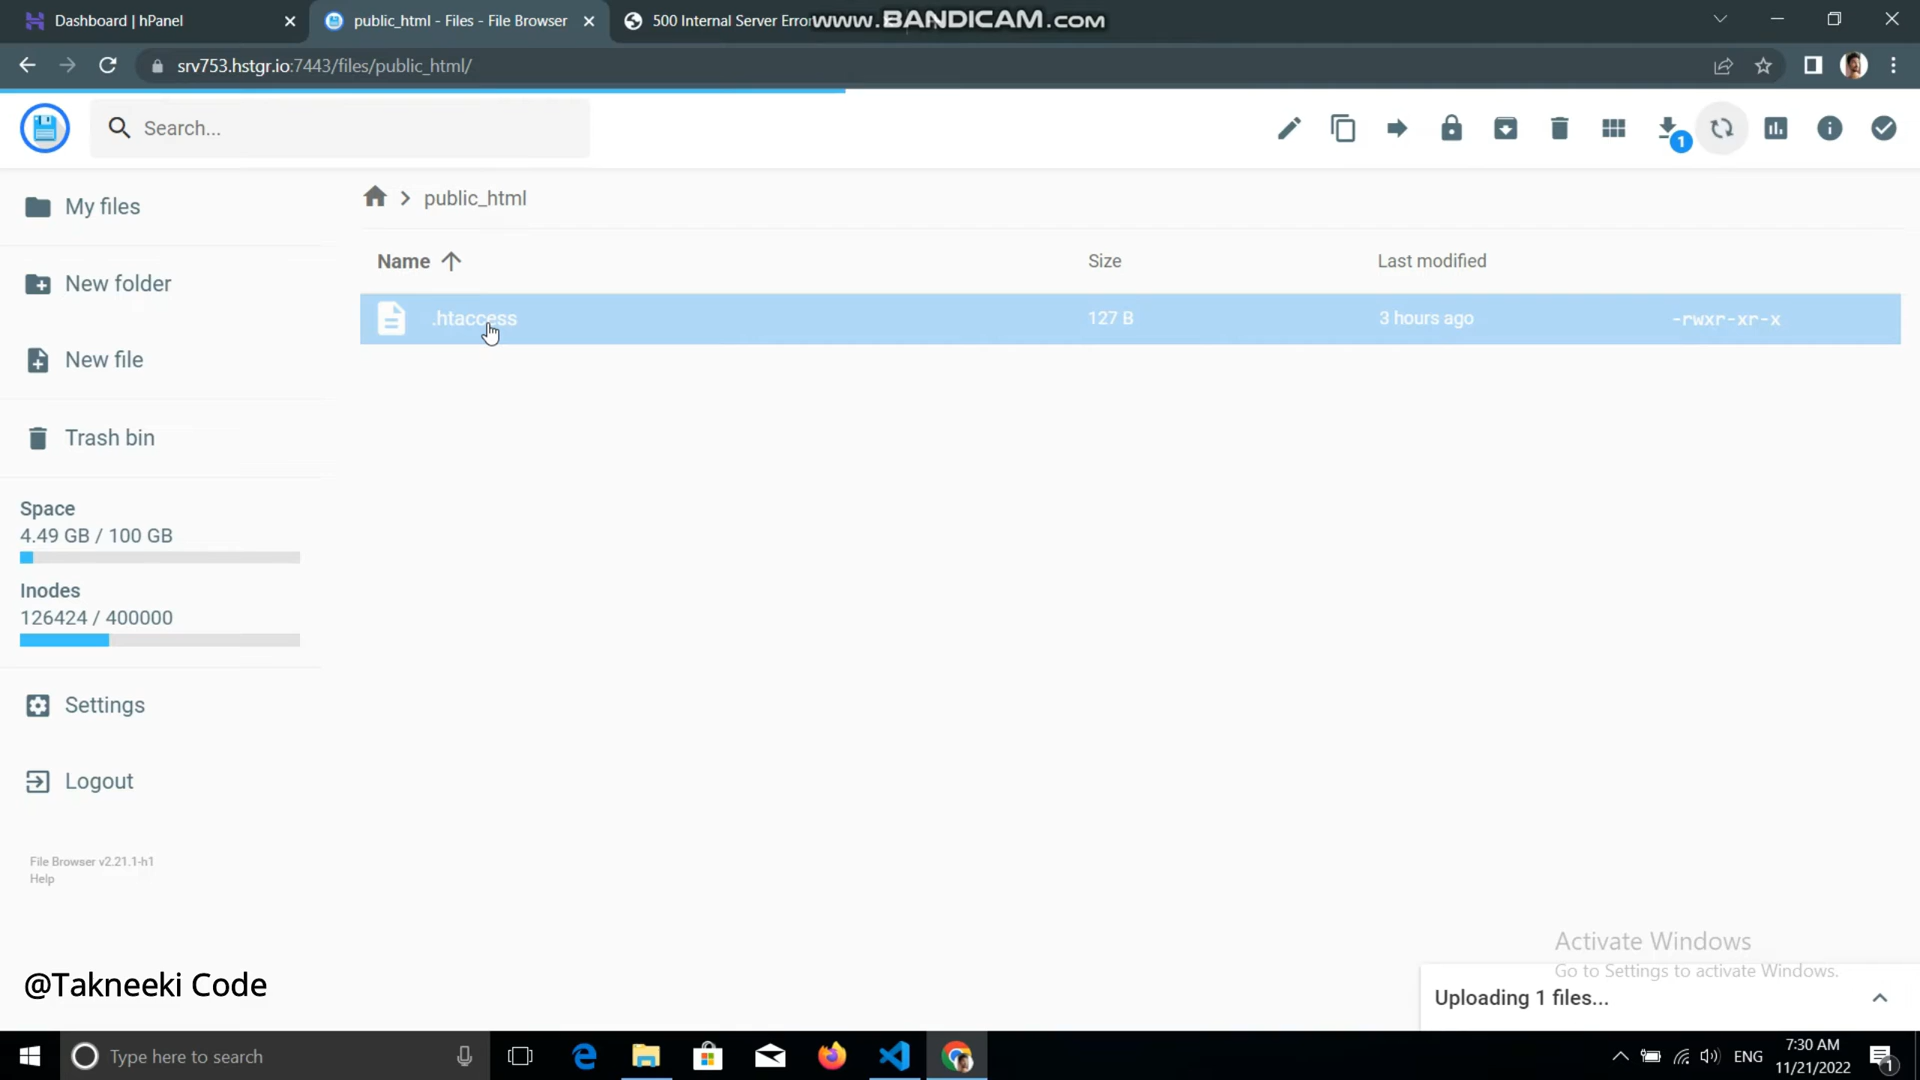 Dashboard | hPanel
public_html - Files - File Browser
500 Internal Server Erro
www.BANDICAM.com
srv753.hstgr.io:7443/files/public_html/
Search...
1
My files
New folder
New file
Trash bin
Space
4.49 GB / 100 GB
Inodes
126424 / 400000
Settings
Logout
File Browser v2.21.1-h1
Help
public_html
Name
Size
Last modified
.htaccess
127 B
3 hours ago
-rwxr-xr-x
@Takneeki Code
Activate Windows
Go to Settings to activate Windows.
Uploading 1 files...
Type here to search
ENG
7:30 AM
11/21/2022
1